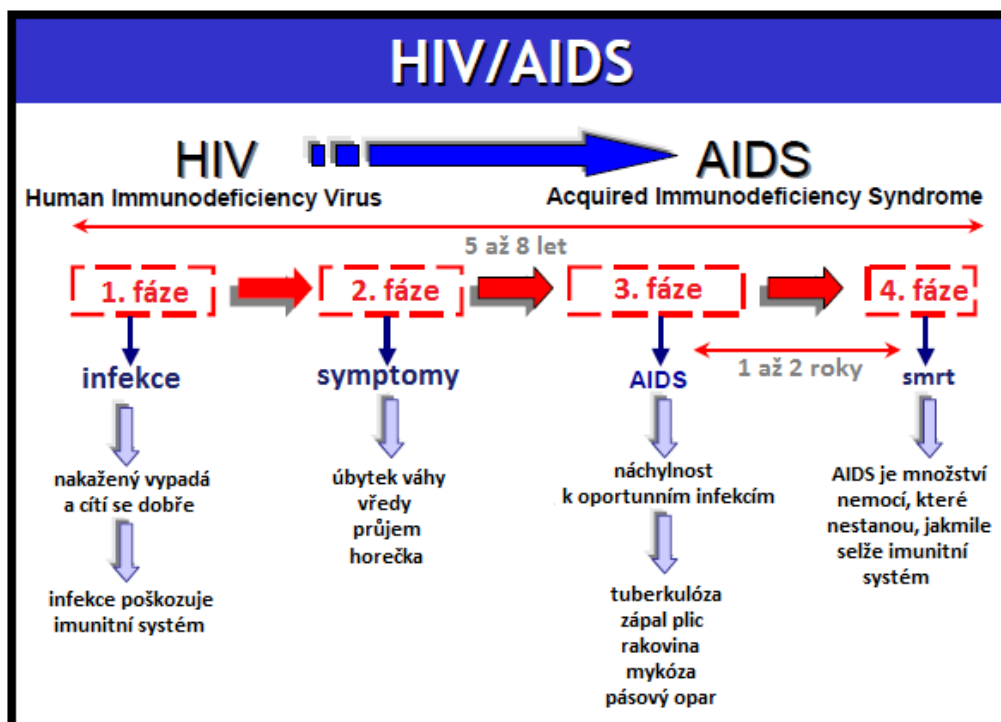 HIV/AIDS
HIV
AIDS
Human Immunodeficiency Virus
Acquired Immunodeficiency Syndrome
5 až 8 let
1. fáze
2. fáze
3. fáze
4. fáze
1 až 2 roky
infekce
symptomy
AIDS
smrt
nakažený vypadá
a cítí se dobře
infekce poškozuje
imunitní systém
úbytek váhy
vředy
průjem
horečka
náchylnost
k oportunním infekcím
tuberkulóza
zápal plic
rakovina
mykóza
pásový opar
AIDS je množství
nemocí, které
nestanou, jakmile
selže imunitní
systém